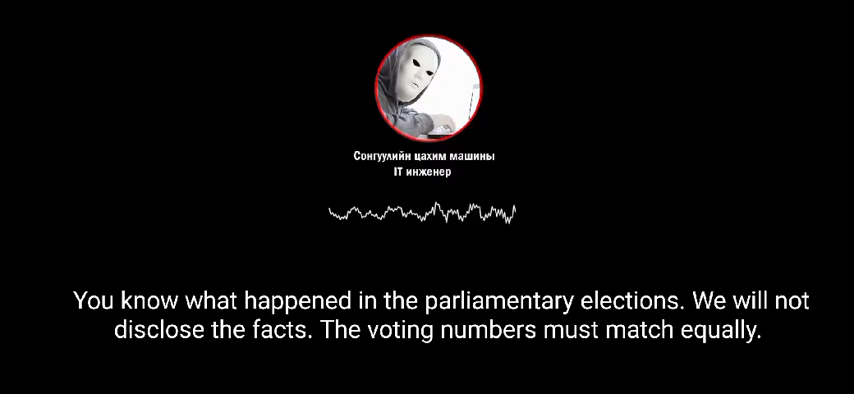 Сонгуулийн цахим машины
IT инженер
You know what happened in the parliamentary elections. We will not
disclose the facts. The voting numbers must match equally.